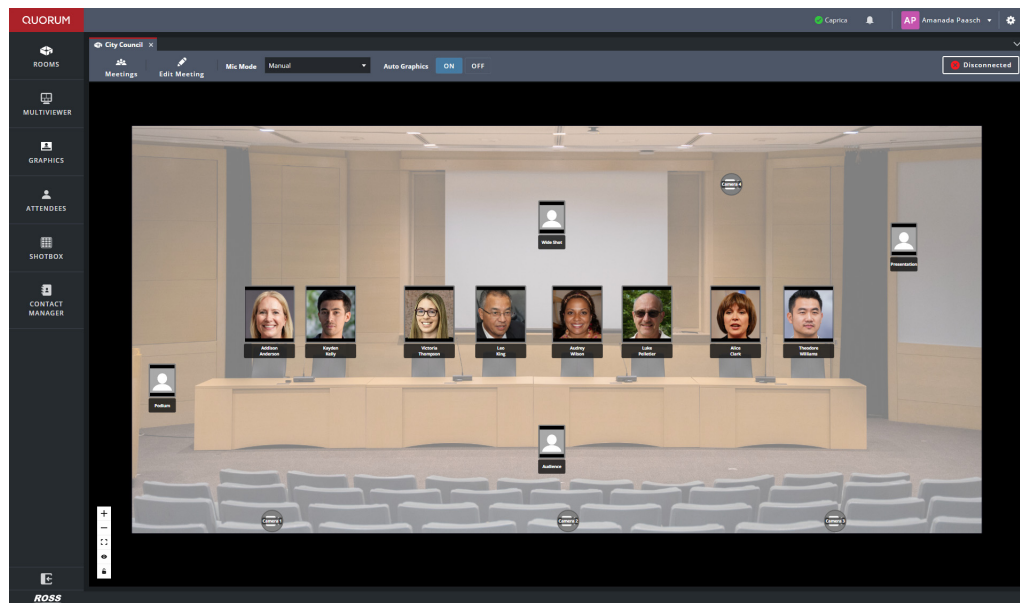 QUORUM
Caprica
AP Amanada Paasch
ROOMS
MULTIVIEWER
GRAPHICS
ATTENDEES
SHOTBOX
CONTACT
MANAGER
ROSS
City Council ×
Meetings
Edit Meeting
Mic Mode Manual
Auto Graphics ON OFF
Disconnected
Camera 4
Wide Shot
Presentation
Addison
Anderson
Kayden
Kelly
Victoria
Thompson
Leo
King
Audrey
Wilson
Luke
Pelletier
Alice
Clark
Theodore
Williams
Podium
Audience
Camera 1
Camera 2
Camera 3